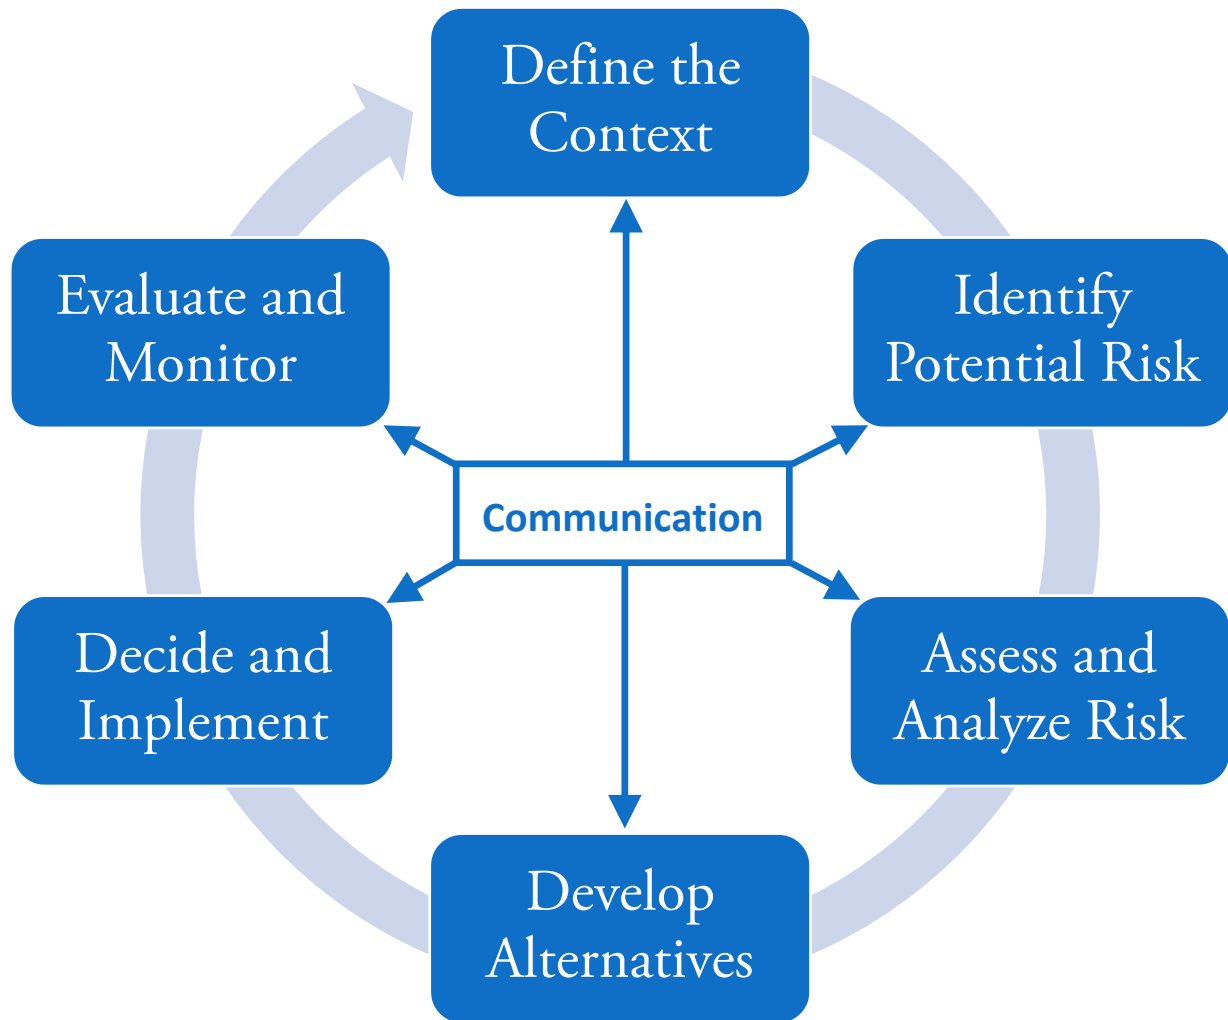 Define the
Context
Identify
Potential Risk
Assess and
Analyze Risk
Develop
Alternatives
Decide and
Implement
Evaluate and
Monitor
Communication